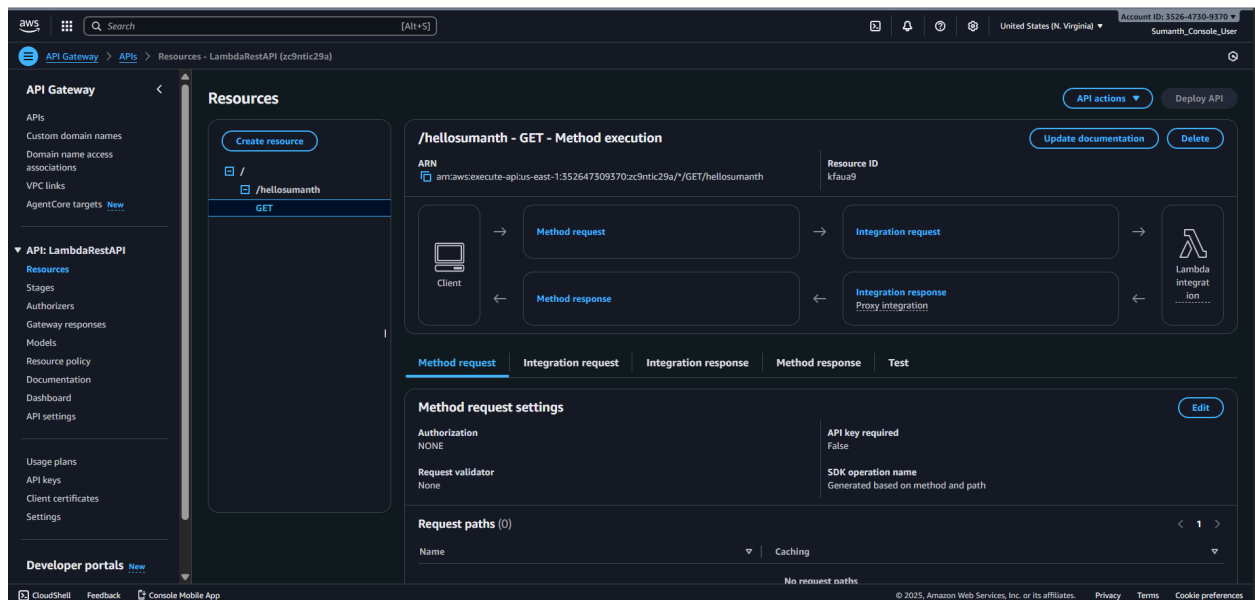 aws
Search
[Alt+S]
United States (N. Virginia)
Account ID: 3526-4730-9370
Sumanth_Console_User
API Gateway > APIs > Resources - LambdaRestAPI (zc9ntic29a)
API Gateway
APIs
Custom domain names
Domain name access
associations
VPC links
AgentCore targets New
API: LambdaRestAPI
Resources
Stages
Authorizers
Gateway responses
Models
Resource policy
Documentation
Dashboard
API settings
Usage plans
API keys
Client certificates
Settings
Developer portals New
Resources
API actions
Deploy API
Create resource
/
/hellosumanth
GET
/hellosumanth - GET - Method execution
Update documentation
Delete
ARN
arn:aws:execute-api:us-east-1:352647309370:zc9ntic29a/*/GET/hellosumanth
Resource ID
kfaua9
Client
Method request
Integration request
Method response
Integration response
Proxy integration
Lambda
integrat
ion
Method request
Integration request
Integration response
Method response
Test
Method request settings
Edit
Authorization
NONE
API key required
False
Request validator
None
SDK operation name
Generated based on method and path
Request paths (0)
1
Name
Caching
No request paths
CloudShell
Feedback
Console Mobile App
© 2025, Amazon Web Services, Inc. or its affiliates.
Privacy
Terms
Cookie preferences